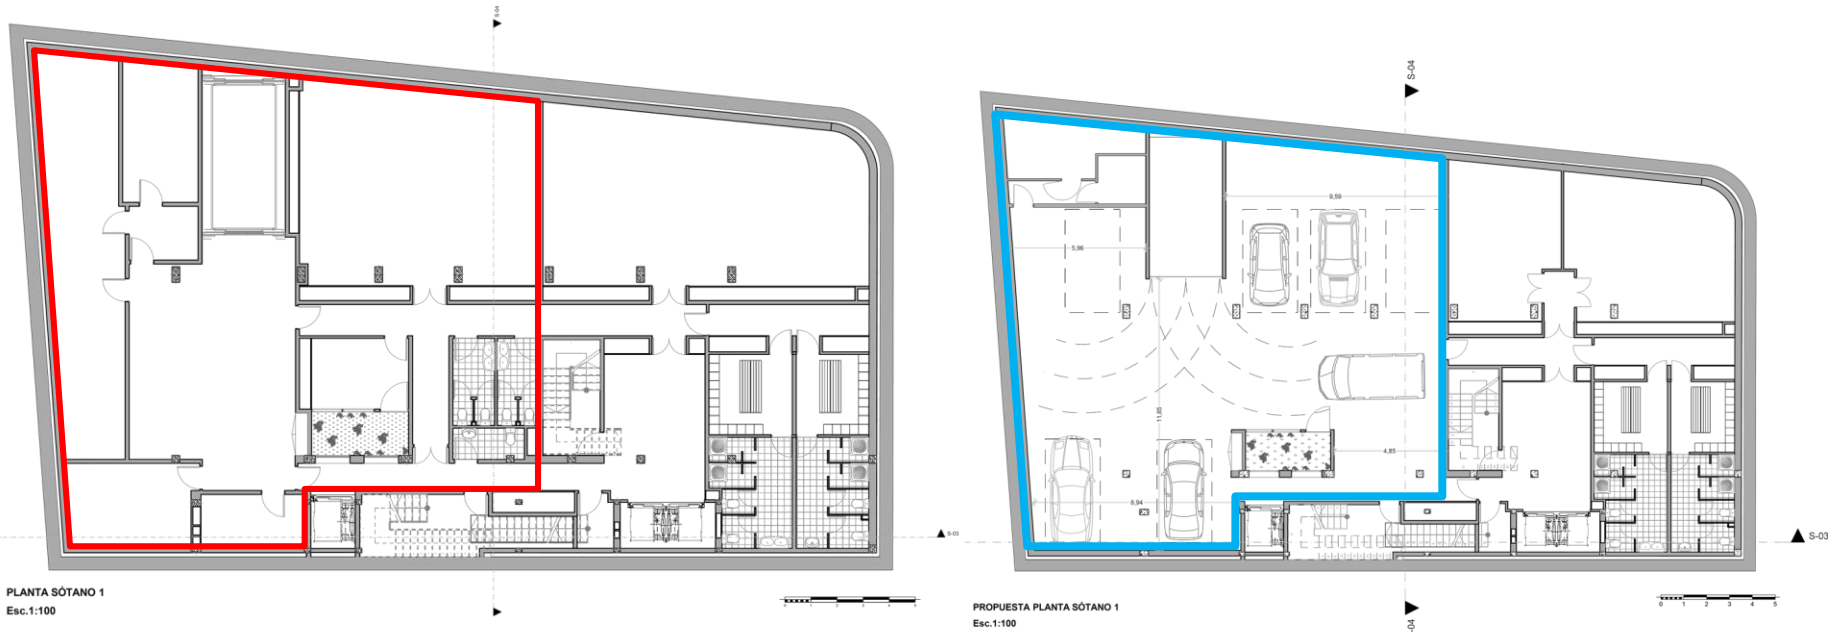 S-04
S-03
PLANTA SÓTANO 1
Esc.1:100
S-04
9,59
5,96
11,85
4,85
8,94
S-03
PROPUESTA PLANTA SÓTANO 1
Esc.1:100
0 1 2 3 4 5
-04